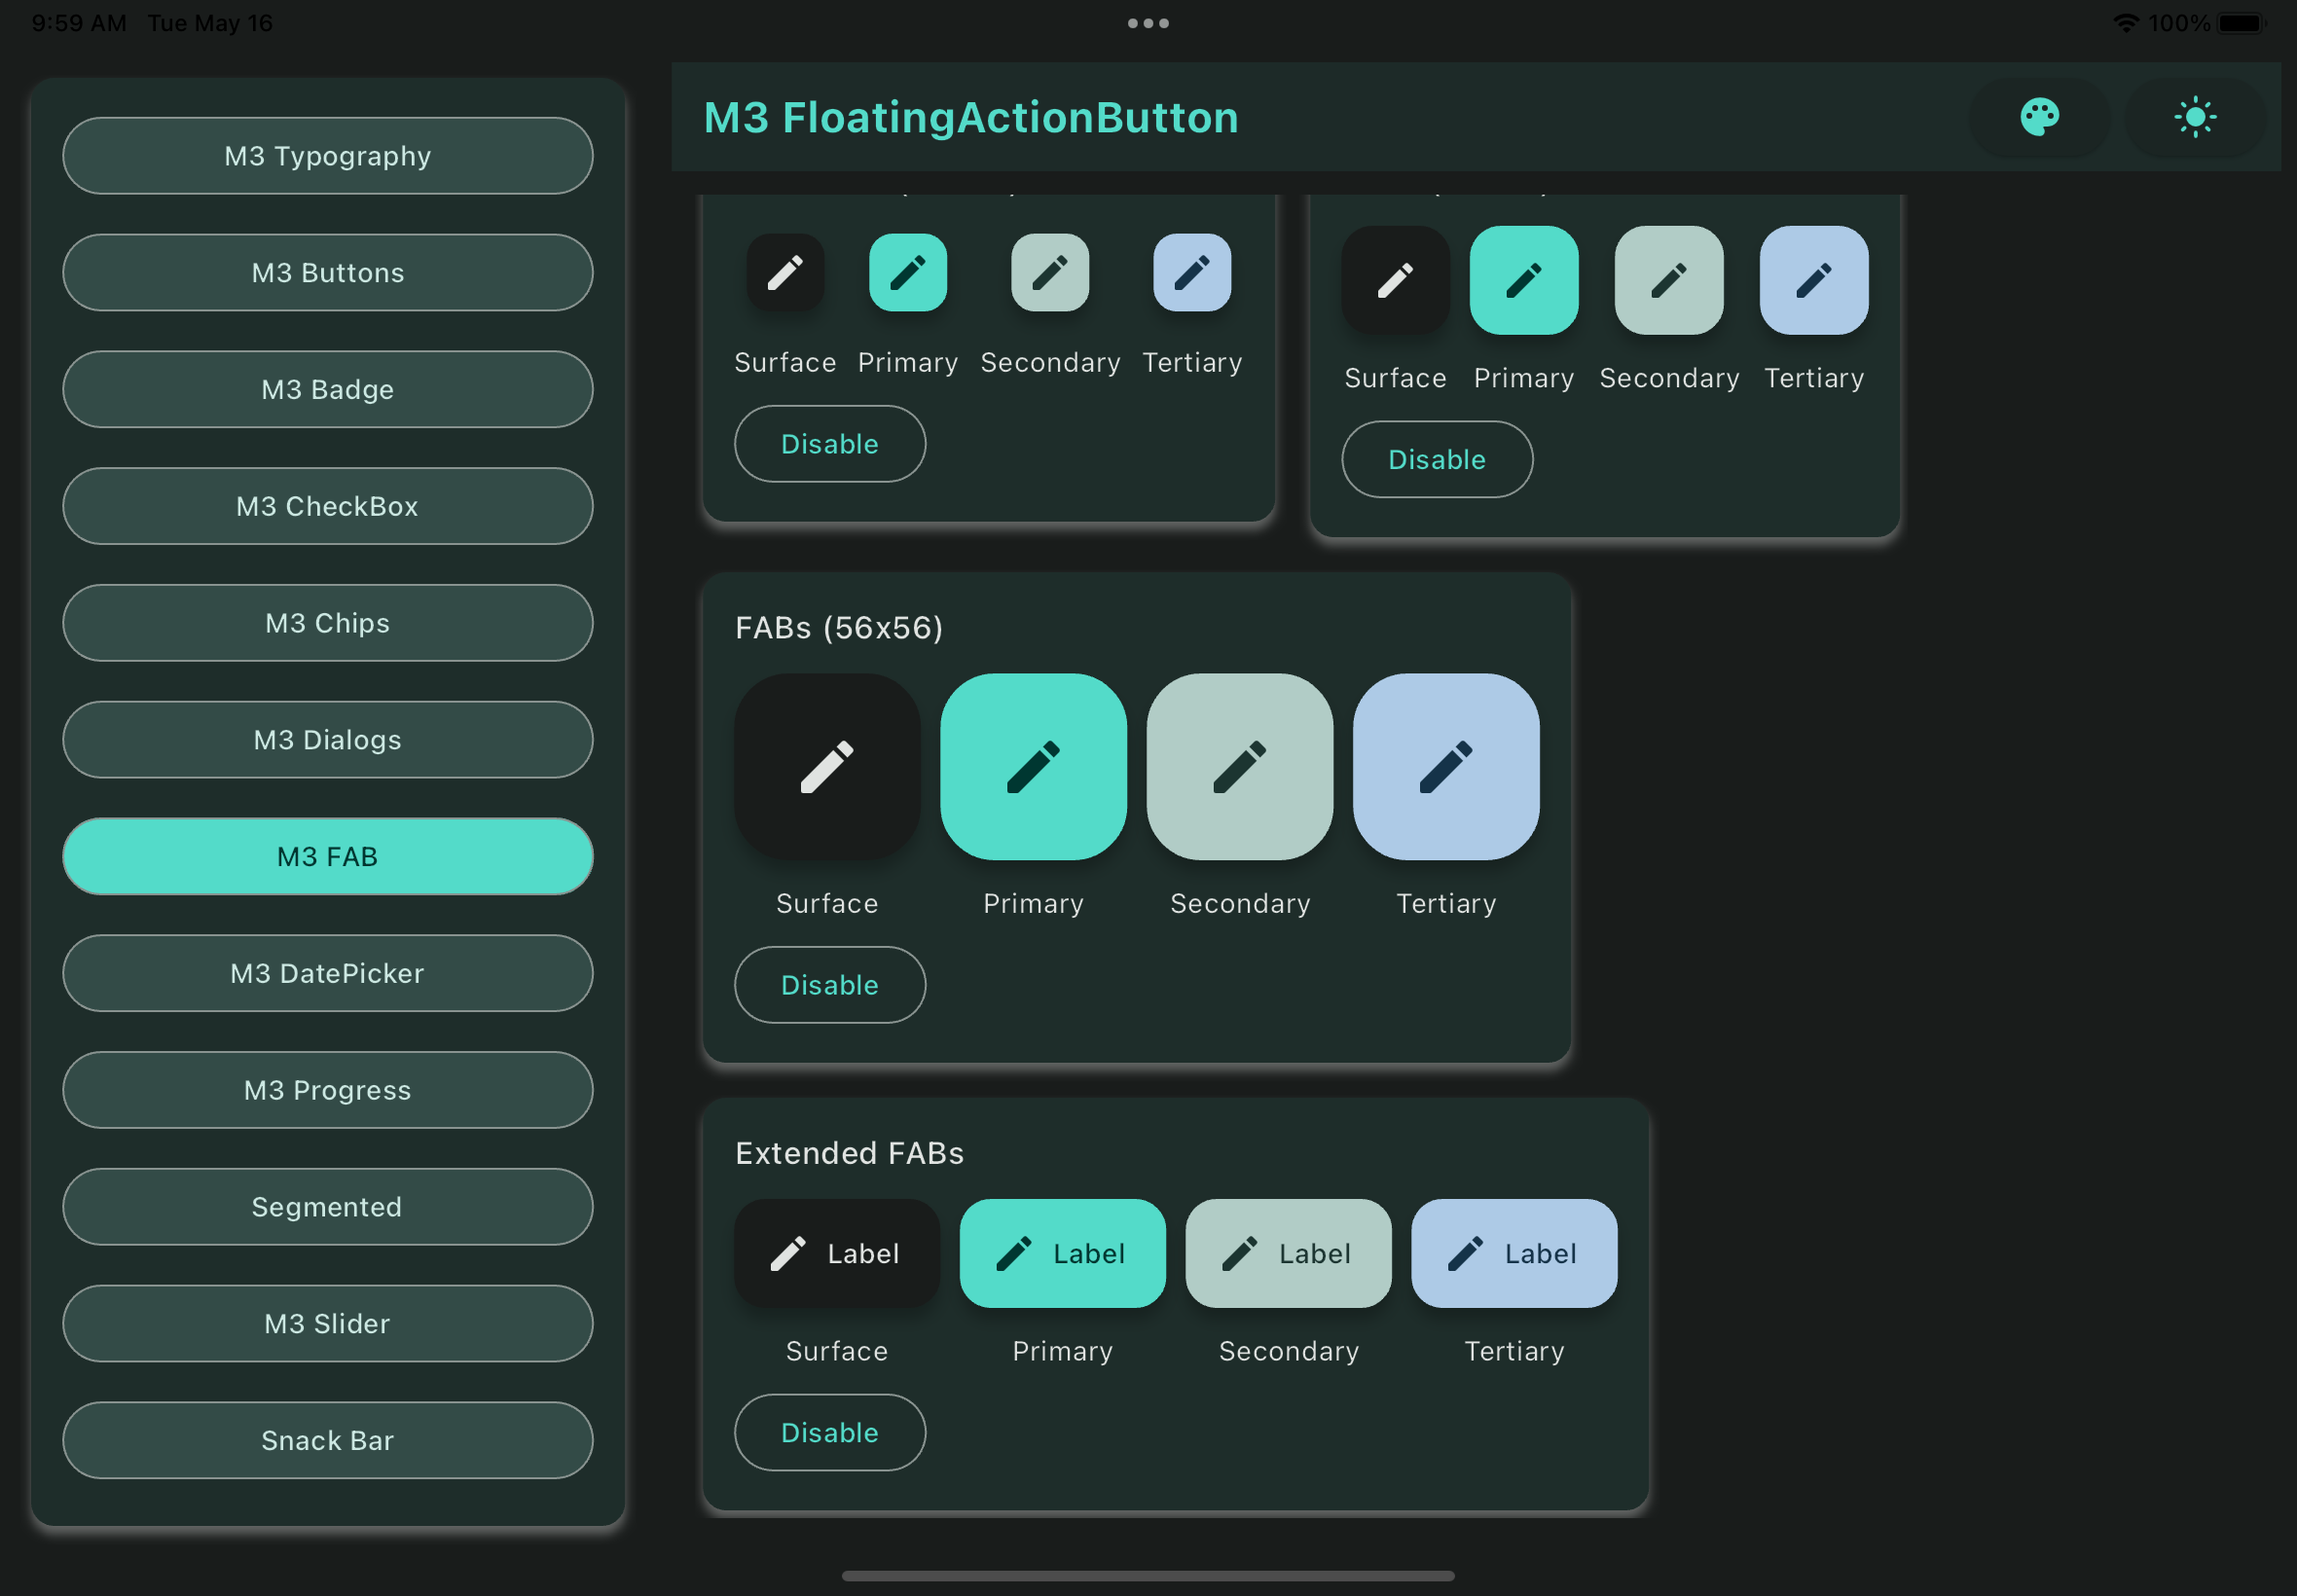 9:59 AM Tue May 16
100%
M3 Typography
M3 Buttons
M3 Badge
M3 CheckBox
M3 Chips
M3 Dialogs
M3 FAB
M3 DatePicker
M3 Progress
Segmented
M3 Slider
Snack Bar
M3 FloatingActionButton
Surface Primary Secondary Tertiary
Disable
Surface Primary Secondary Tertiary
Disable
FABs (56x56)
Surface Primary Secondary Tertiary
Disable
Extended FABs
Label Label Label Label
Surface Primary Secondary Tertiary
Disable